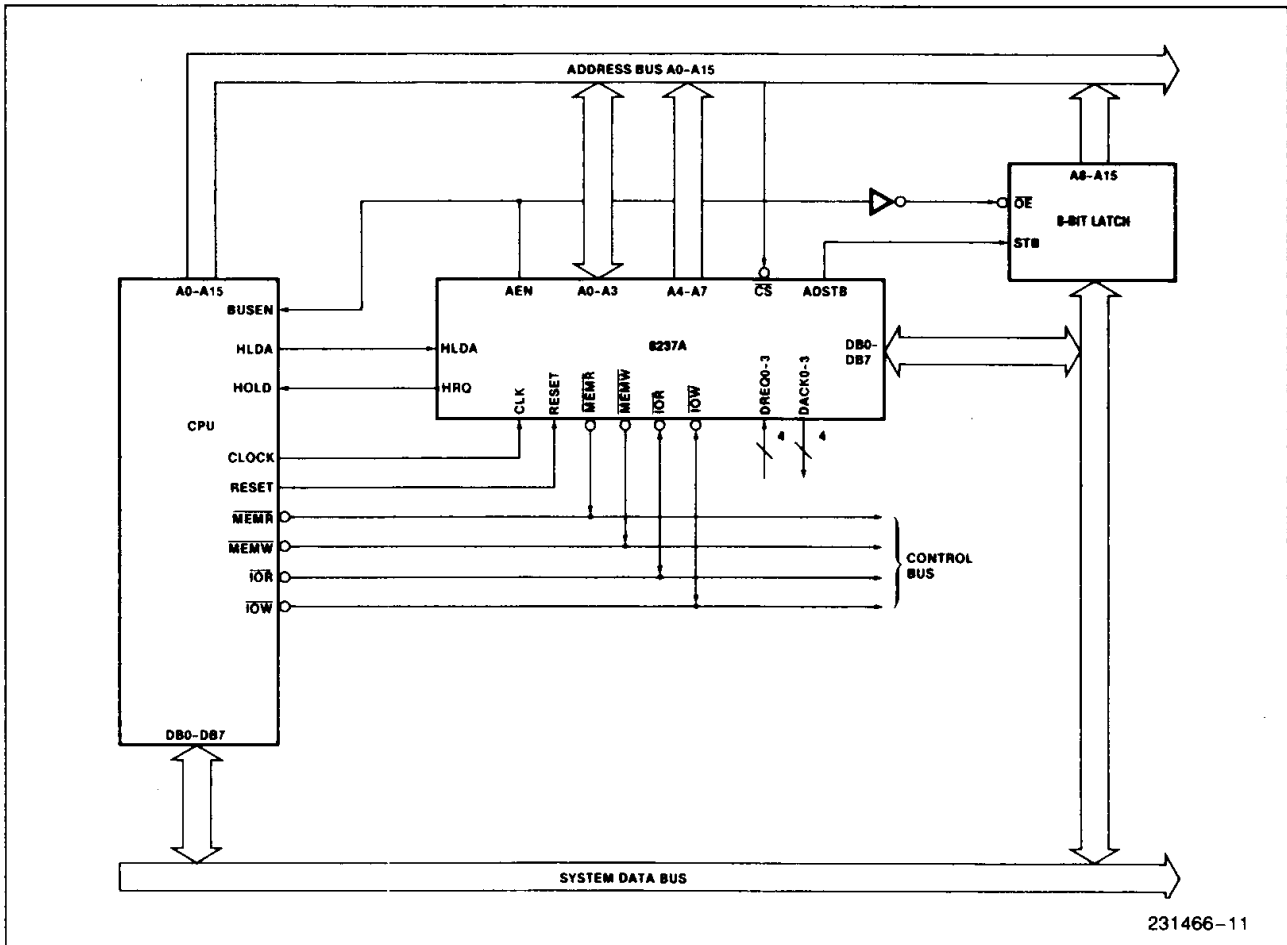 ADDRESS BUS A0-A15
A8-A15
OE
8-BIT LATCH
STB
A0-A15
AEN
A0-A3
A4-A7
CS
ADSTB
BUSEN
HLDA
HLDA
8237A
DB0-
DB7
HOLD
HRQ
CLK
RESET
MEMR
MEMW
IOR
IOW
DREQ0-3
DACK0-3
4
4
CPU
CLOCK
RESET
MEMR
MEMW
IOR
IOW
CONTROL
BUS
DB0-DB7
SYSTEM DATA BUS
231466-11